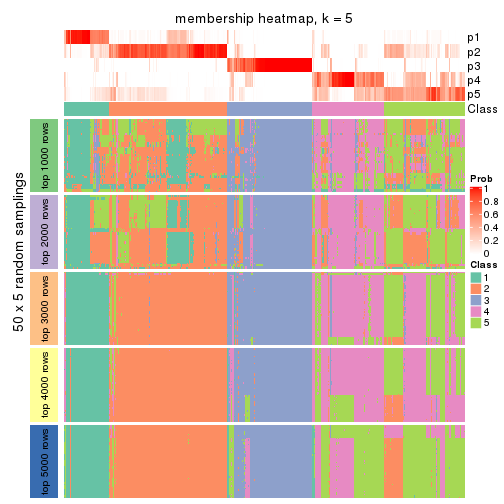 membership heatmap, k = 5
p1
p2
p3
p4
p5
Class
50 x 5 random samplings
top 1000 rows
top 2000 rows
top 3000 rows
top 4000 rows
top 5000 rows
Prob
1
0.8
0.6
0.4
0.2
0
Class
1
2
3
4
5